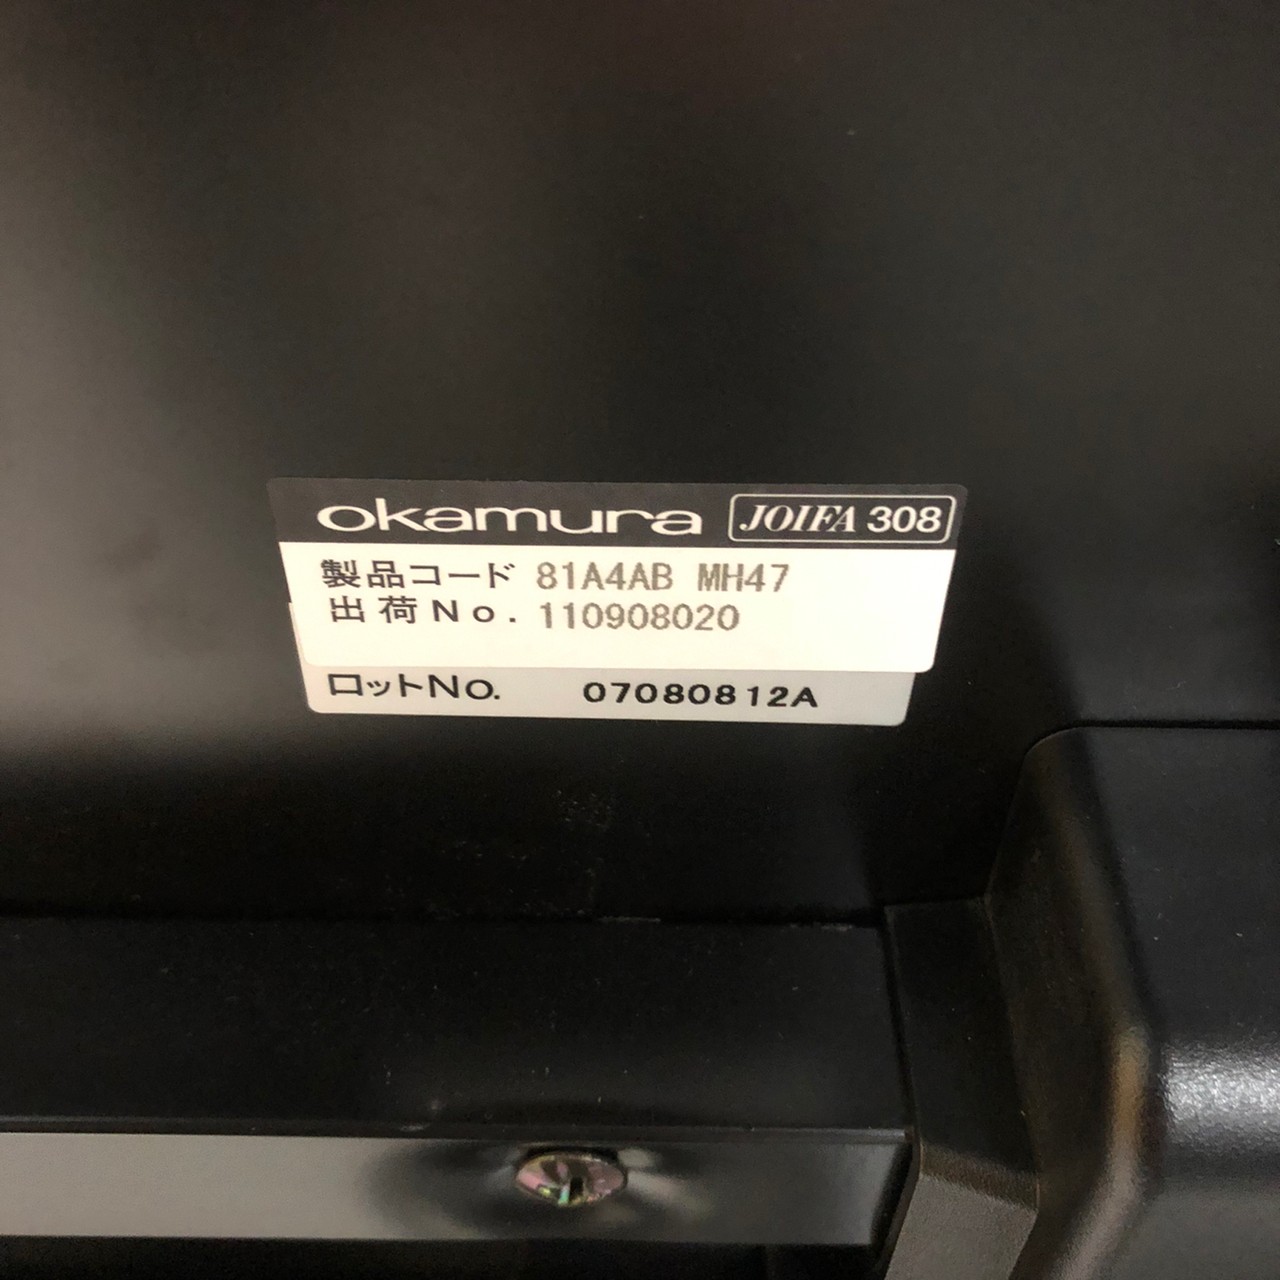 okamura JOIFA 308
製品コード 81A4AB MH47
出荷No. 110908020
ロットNo. 07080812A